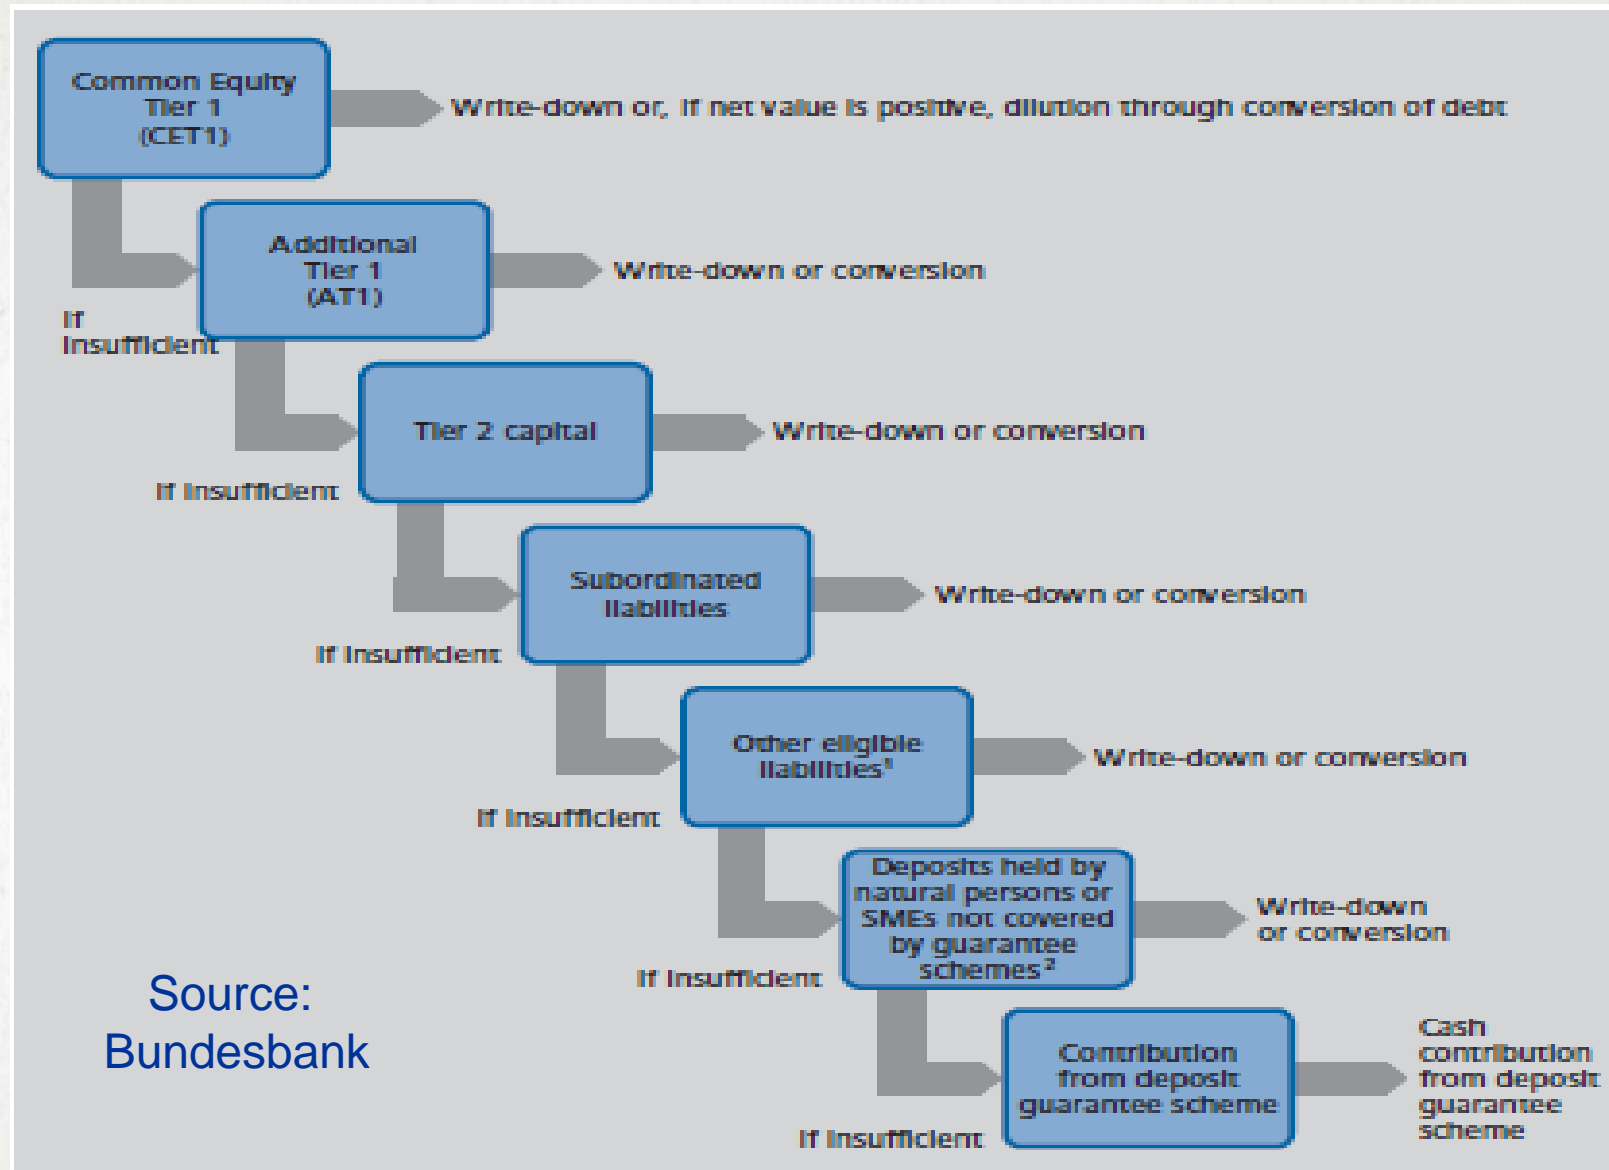 Common Equity
Tier 1
(CET1)
Write-down or, if net value is positive, dilution through conversion of debt
If
insufficient
Additional
Tier 1
(AT1)
Write-down or conversion
If insufficient
Tier 2 capital
Write-down or conversion
If insufficient
Subordinated
liabilities
Write-down or conversion
If insufficient
Other eligible
liabilities¹
Write-down or conversion
If insufficient
Deposits held by
natural persons or
SMEs not covered
by guarantee
schemes²
Write-down
or conversion
If insufficient
Contribution
from deposit
guarantee scheme
Cash
contribution
from deposit
guarantee
scheme
Source:
Bundesbank